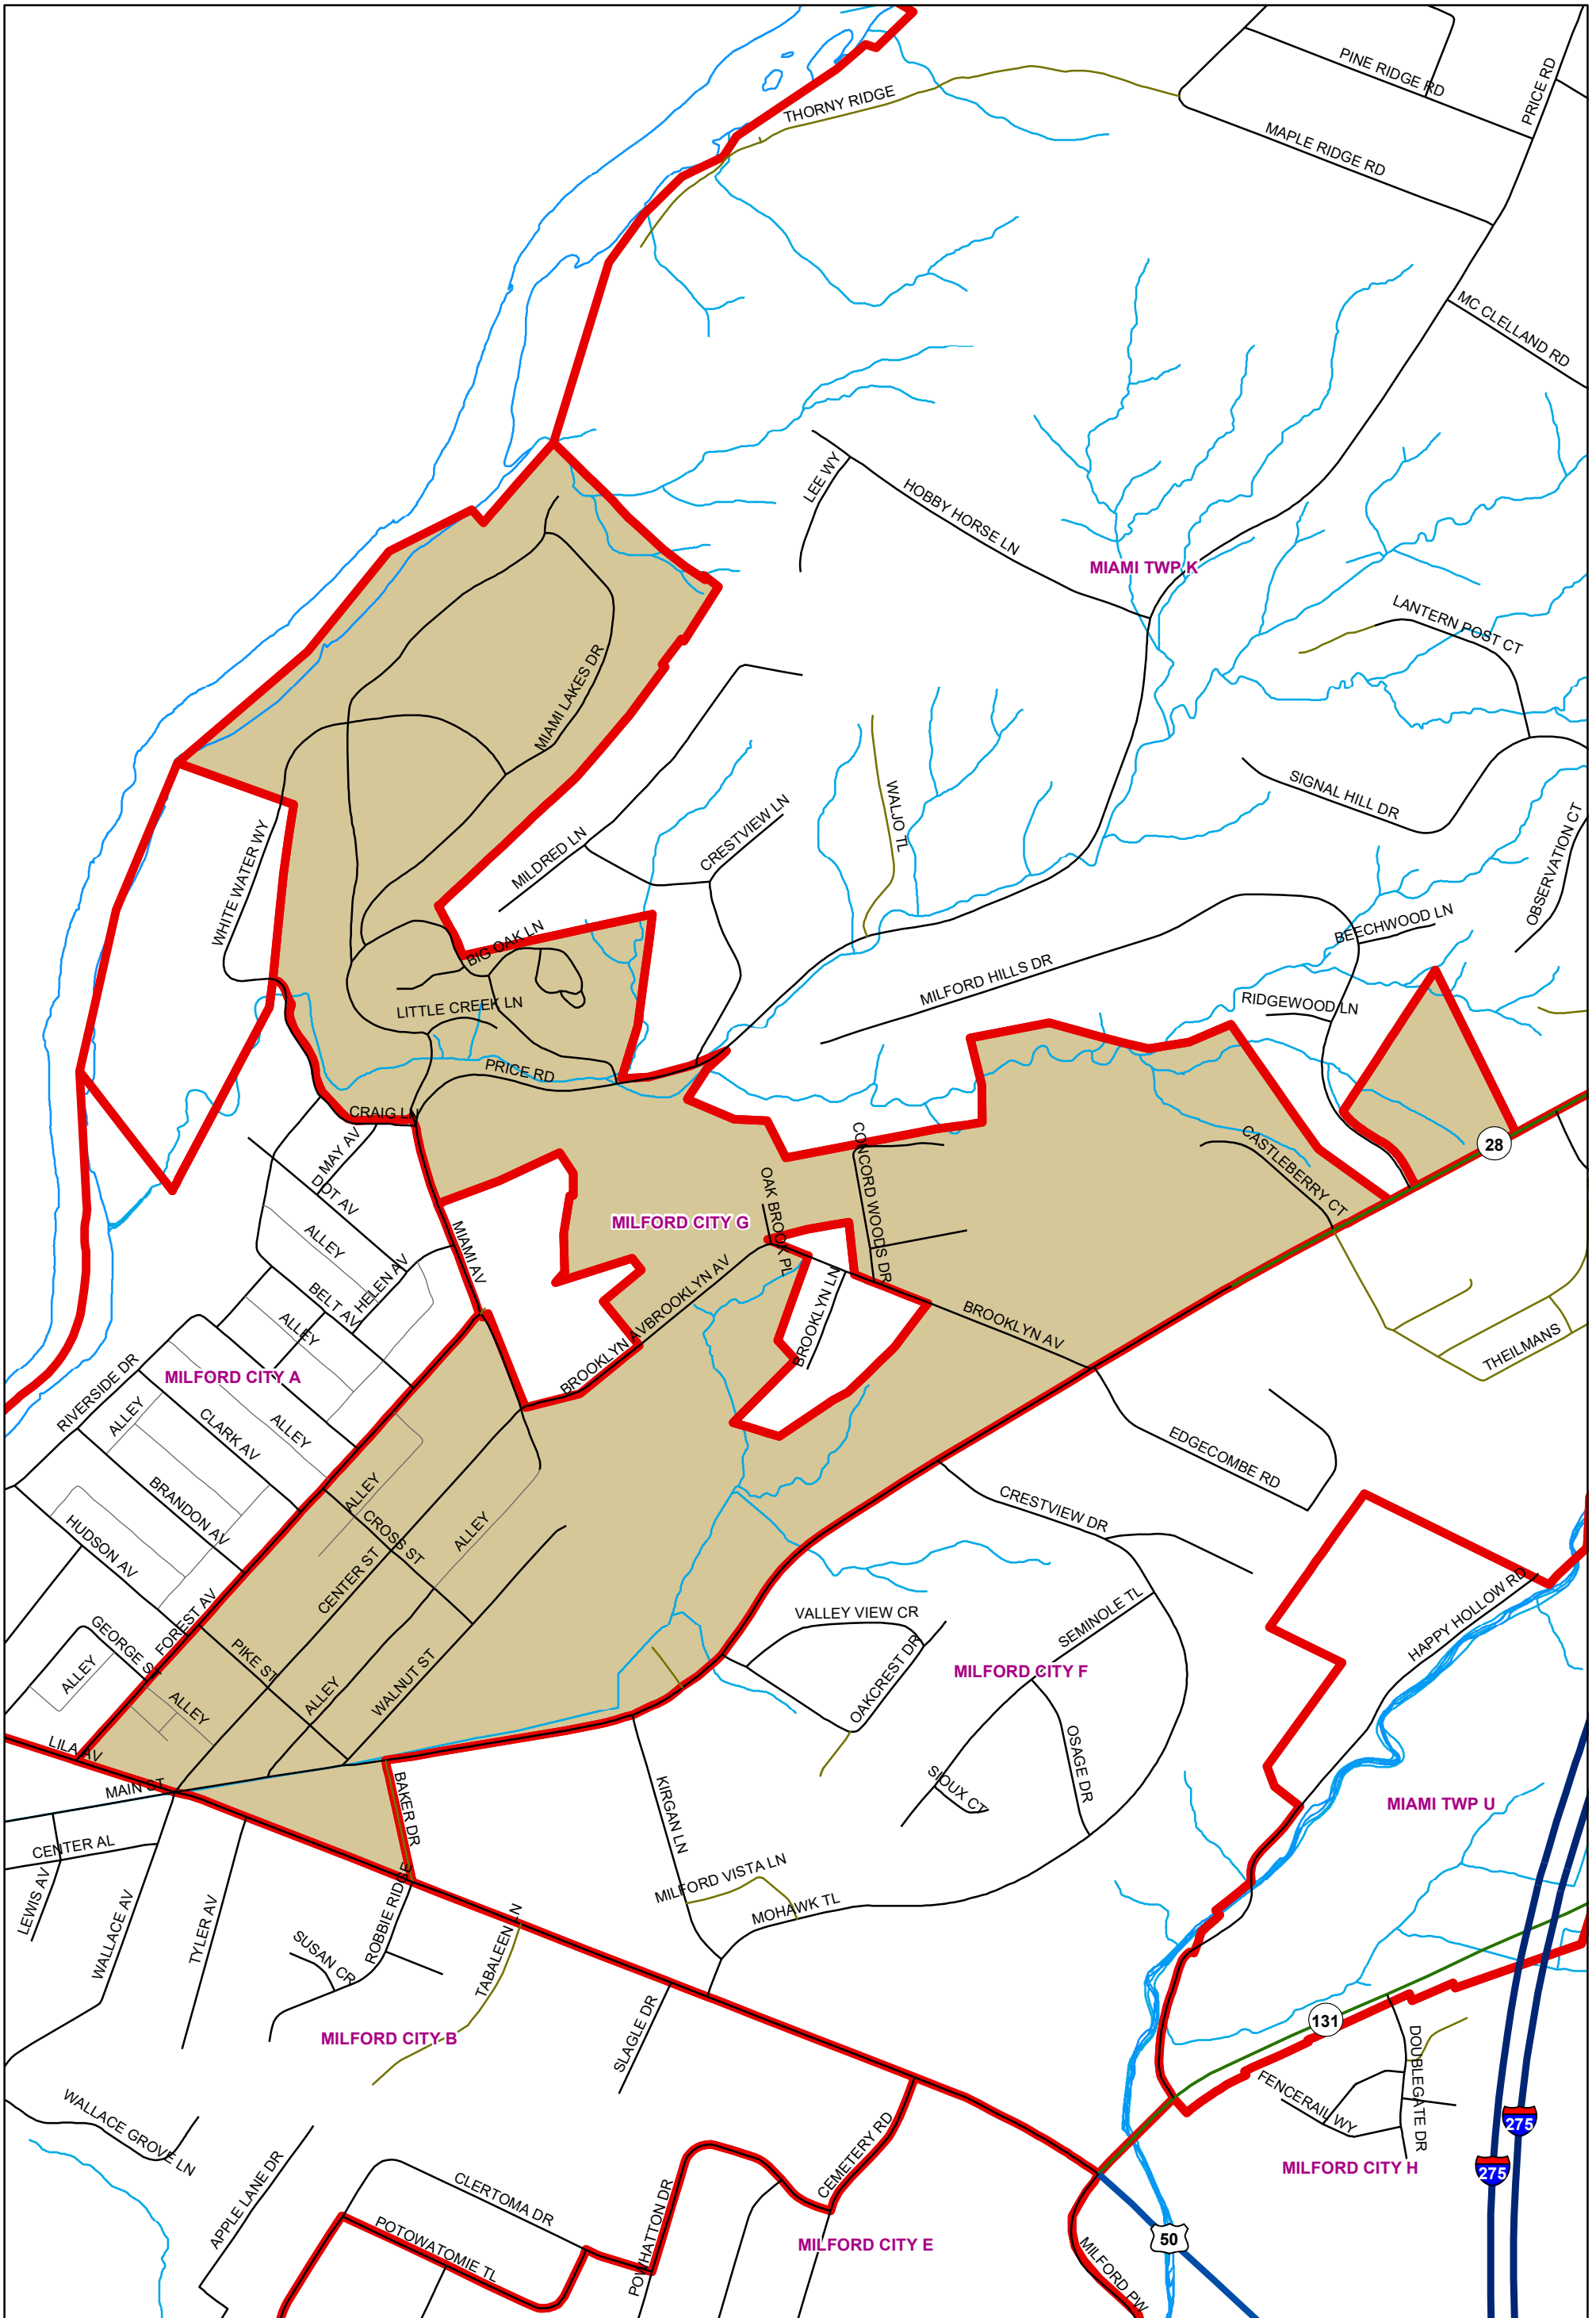 PINE RIDGE RD
PRICE RD
THORNY RIDGE
MAPLE RIDGE RD
MC CLELLAND RD
LEE WY
HOBBY HORSE LN
MIAMI TWP K
LANTERN POST CT
MIAMI LAKES DR
SIGNAL HILL DR
WALJO TL
CRESTVIEW LN
MILDRED LN
WHITE WATER WY
OBSERVATION CT
BEECHWOOD LN
BIG OAK LN
MILFORD HILLS DR
RIDGEWOOD LN
LITTLE CREEK LN
PRICE RD
CRAIG LN
MAY AV
CONCORD WOODS DR
CASTLEBERRY CT
28
DOT AV
OAK BROOK PL
MILFORD CITY G
ALLEY
MIAMI AV
HELEN AV
BELT AV
BROOKLYN AV
BROOKLYN AV
BROOKLYN LN
BROOKLYN AV
ALLEY
THEILMANS
MILFORD CITY A
RIVERSIDE DR
ALLEY
CLARK AV
ALLEY
EDGECOMBE RD
BRANDON AV
ALLEY
CRESTVIEW DR
HUDSON AV
CROSS ST
ALLEY
CENTER ST
FOREST AV
VALLEY VIEW CR
SEMINOLE TL
HAPPY HOLLOW RD
GEORGE ST
PIKE ST
ALLEY
OAKCREST DR
MILFORD CITY F
WALNUT ST
ALLEY
ALLEY
LILA AV
OSAGE DR
MAIN ST
BAKER DR
KIRGAN LN
SIOUX CT
MIAMI TWP U
CENTER AL
LEWIS AV
WALLACE AV
TYLER AV
ROBBIE RIDGE
MILFORD VISTA LN
MOHAWK TL
SUSAN CR
TABALEEN LN
MILFORD CITY B
SLAGLE DR
131
DOUBLEGATE DR
FENCERAIL WY
WALLACE GROVE LN
275
275
MILFORD CITY H
APPLE LANE DR
CLERTOMA DR
CEMETERY RD
POTOWATOMIE TL
POWHATTON DR
MILFORD CITY E
50
MILFORD PW